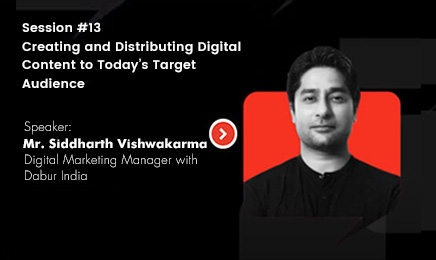 Session #13
Creating and Distributing Digital
Content to Today's Target
Audience
Speaker:
Mr. Siddharth Vishwakarma
Digital Marketing Manager with
Dabur India